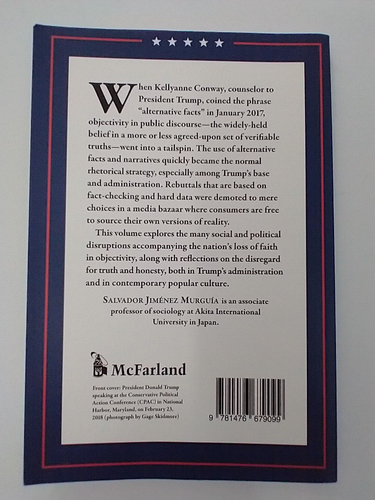 When Kellyanne Conway, counselor to
President Trump, coined the phrase
“alternative facts” in January 2017,
objectivity in public discourse—the widely-held
belief in a more or less agreed-upon set of verifiable
truths—went into a tailspin. The use of alternative
facts and narratives quickly became the normal
rhetorical strategy, especially among Trump’s base
and administration. Rebuttals that are based on
fact-checking and hard data were demoted to mere
choices in a media bazaar where consumers are free
to source their own versions of reality.
This volume explores the many social and political
disruptions accompanying the nation’s loss of faith
in objectivity, along with reflections on the disregard
for truth and honesty, both in Trump’s administration
and in contemporary popular culture.
SALVADOR JIMÉNEZ MURGUÍA is an associate
professor of sociology at Akita International
University in Japan.
McFarland
Front cover: President Donald Trump
speaking at the Conservative Political
Action Conference (CPAC) in National
Harbor, Maryland, on February 23,
2018 (photograph by Gage Skidmore)
9 781476 679099